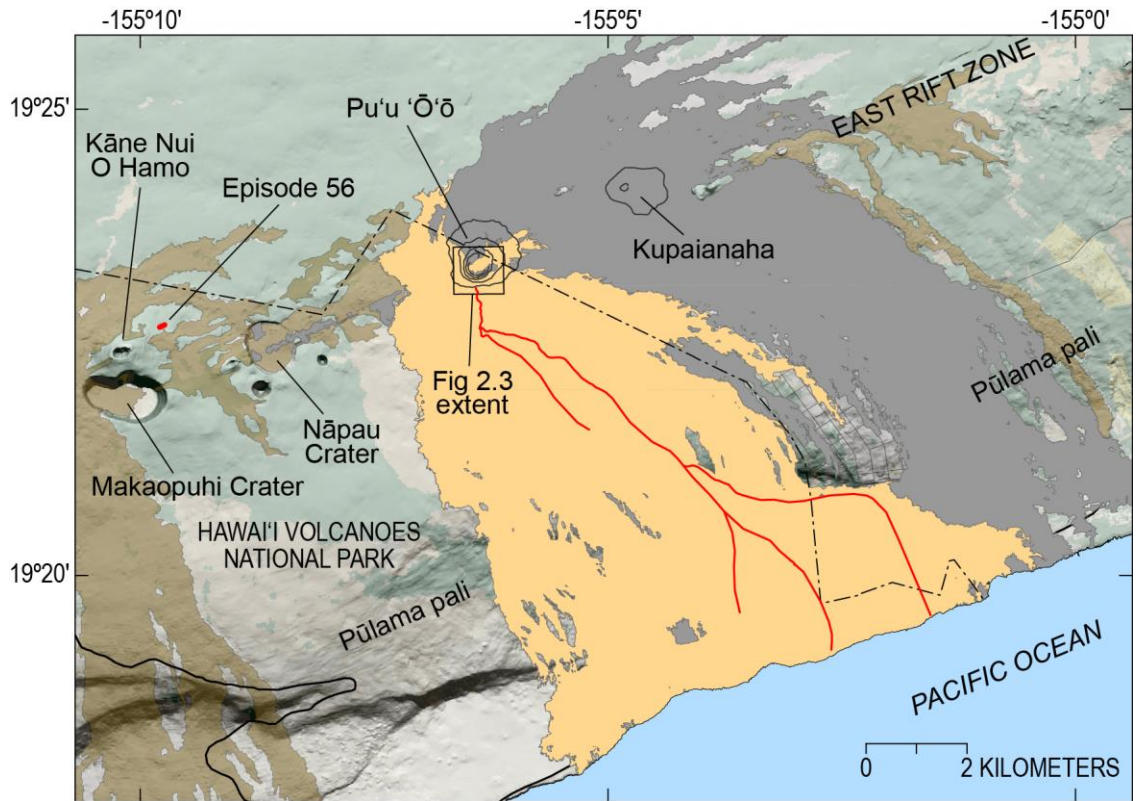 -155°10'
-155°5'
-155°0'
19°25'
EAST RIFT ZONE
Pu‘u ‘Ō‘ō
Kāne Nui
O Hamo
Episode 56
Kupaianaha
Fig 2.3
extent
Pūlama pali
Nāpau
Crater
Makaopuhi Crater
HAWAI‘I VOLCANOES
NATIONAL PARK
19°20'
Pūlama pali
PACIFIC OCEAN
0 2 KILOMETERS